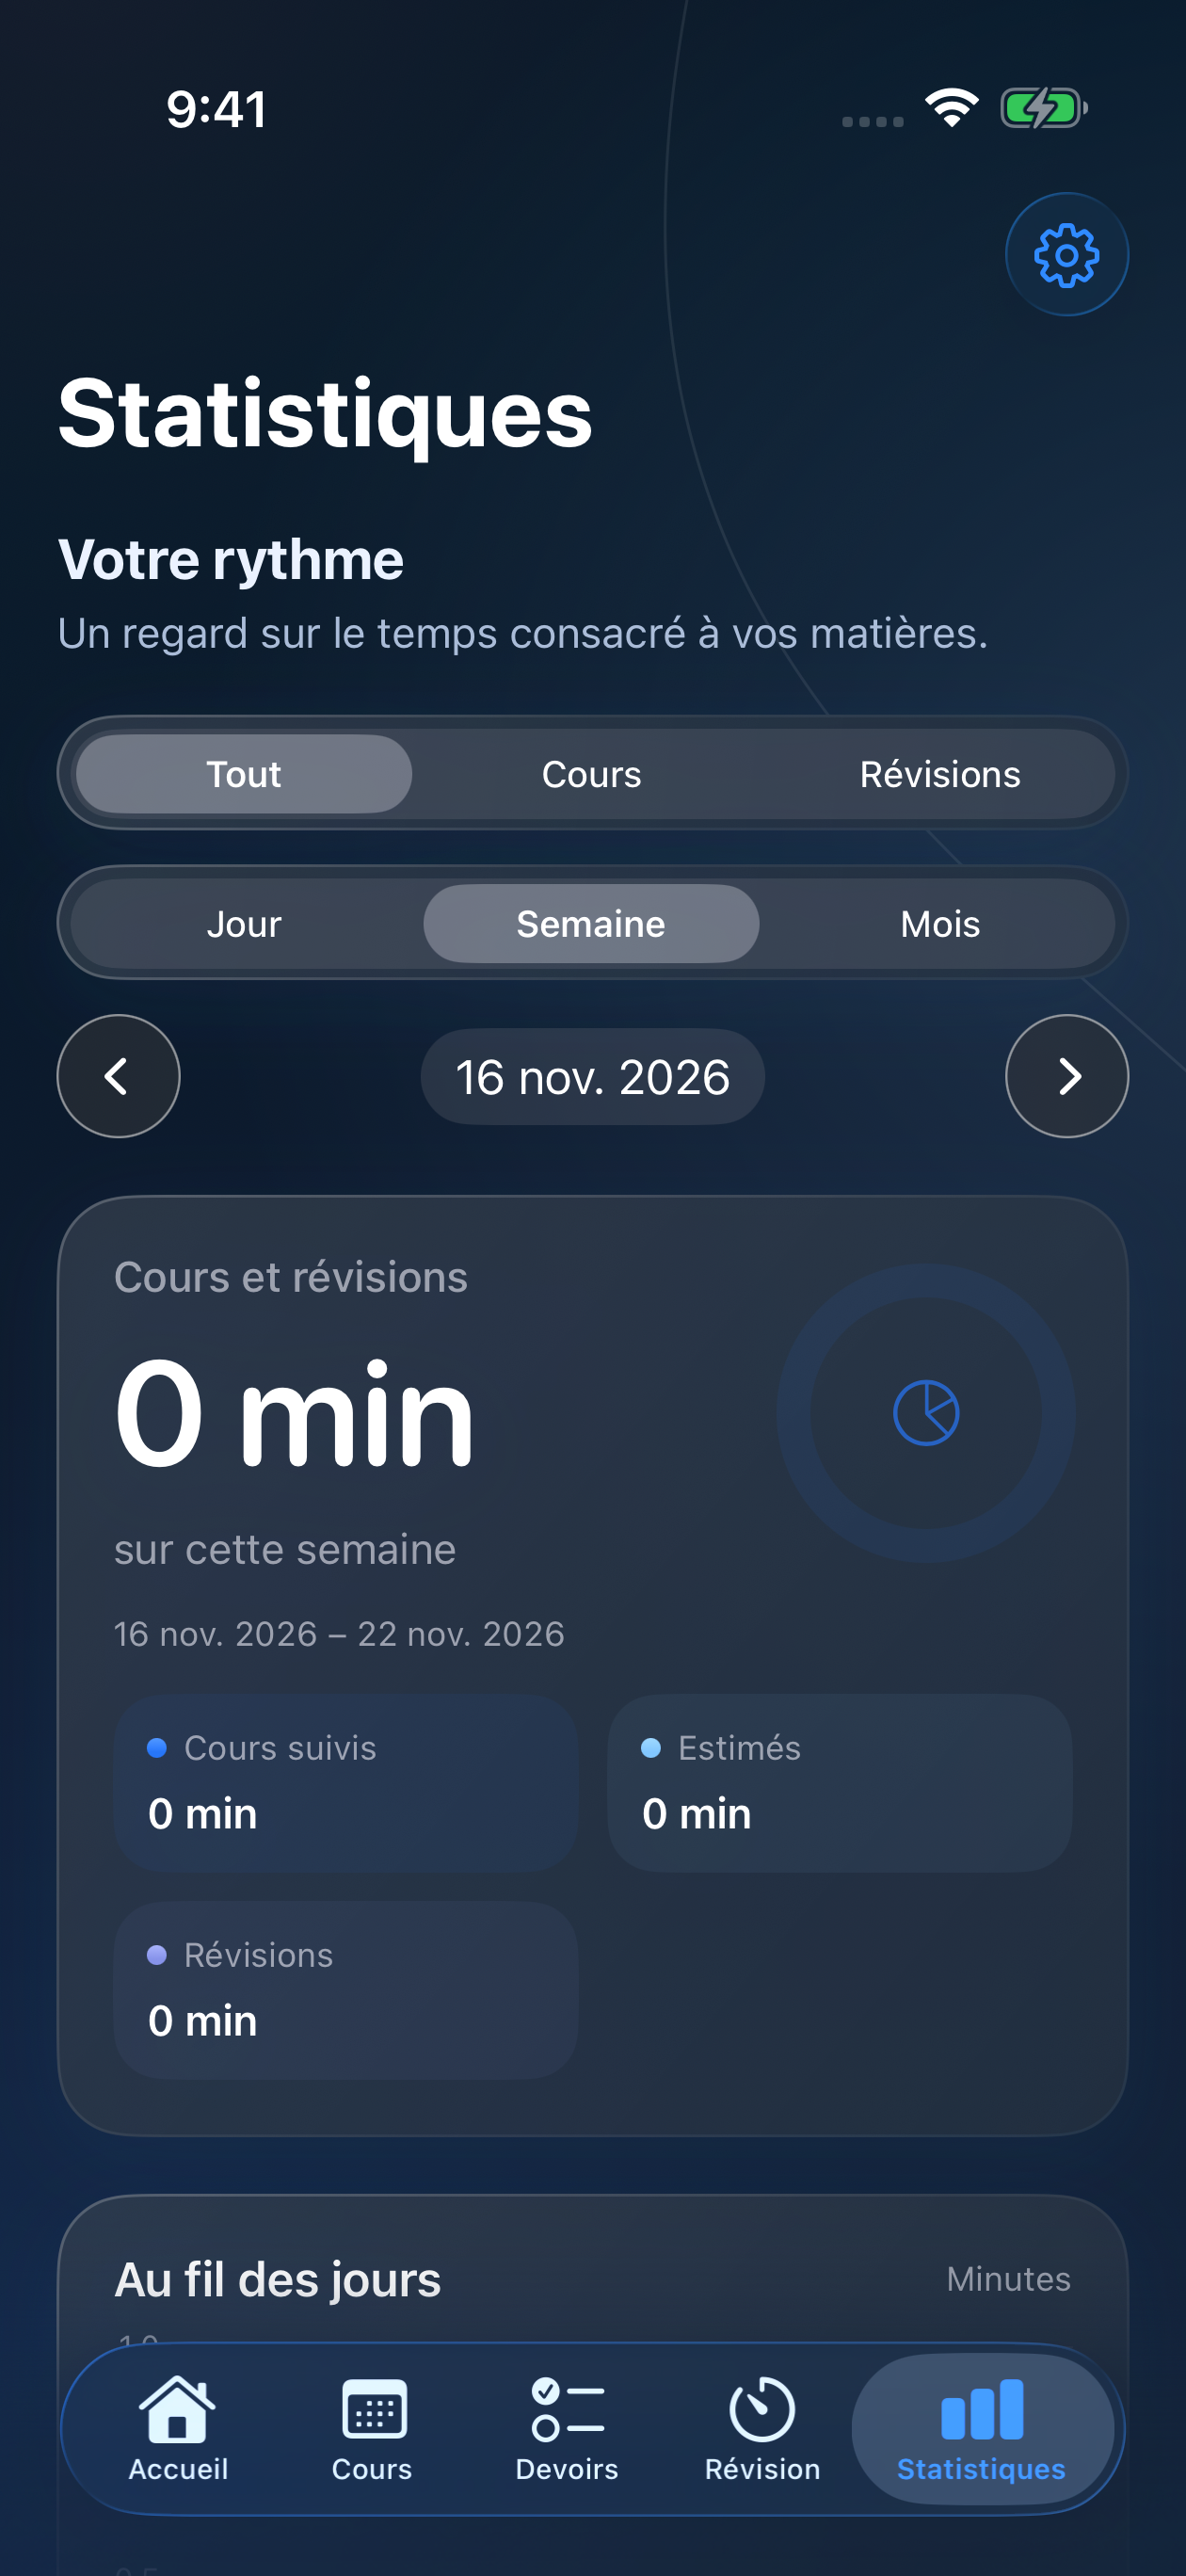 9:41
Statistiques
Votre rythme
Un regard sur le temps consacré à vos matières.
Tout Cours Révisions
Jour Semaine Mois
16 nov. 2026
Cours et révisions
0 min
sur cette semaine
16 nov. 2026 – 22 nov. 2026
Cours suivis Estimés
0 min 0 min
Révisions
0 min
Au fil des jours Minutes
Accueil Cours Devoirs Révision Statistiques